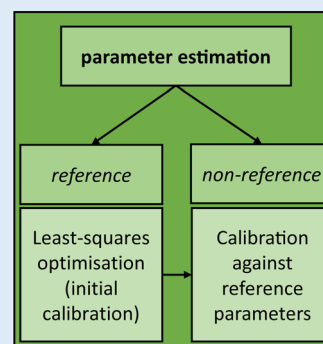 parameter estimation
reference
non-reference
Least-squares
optimisation
(initial
calibration)
Calibration
against
reference
parameters